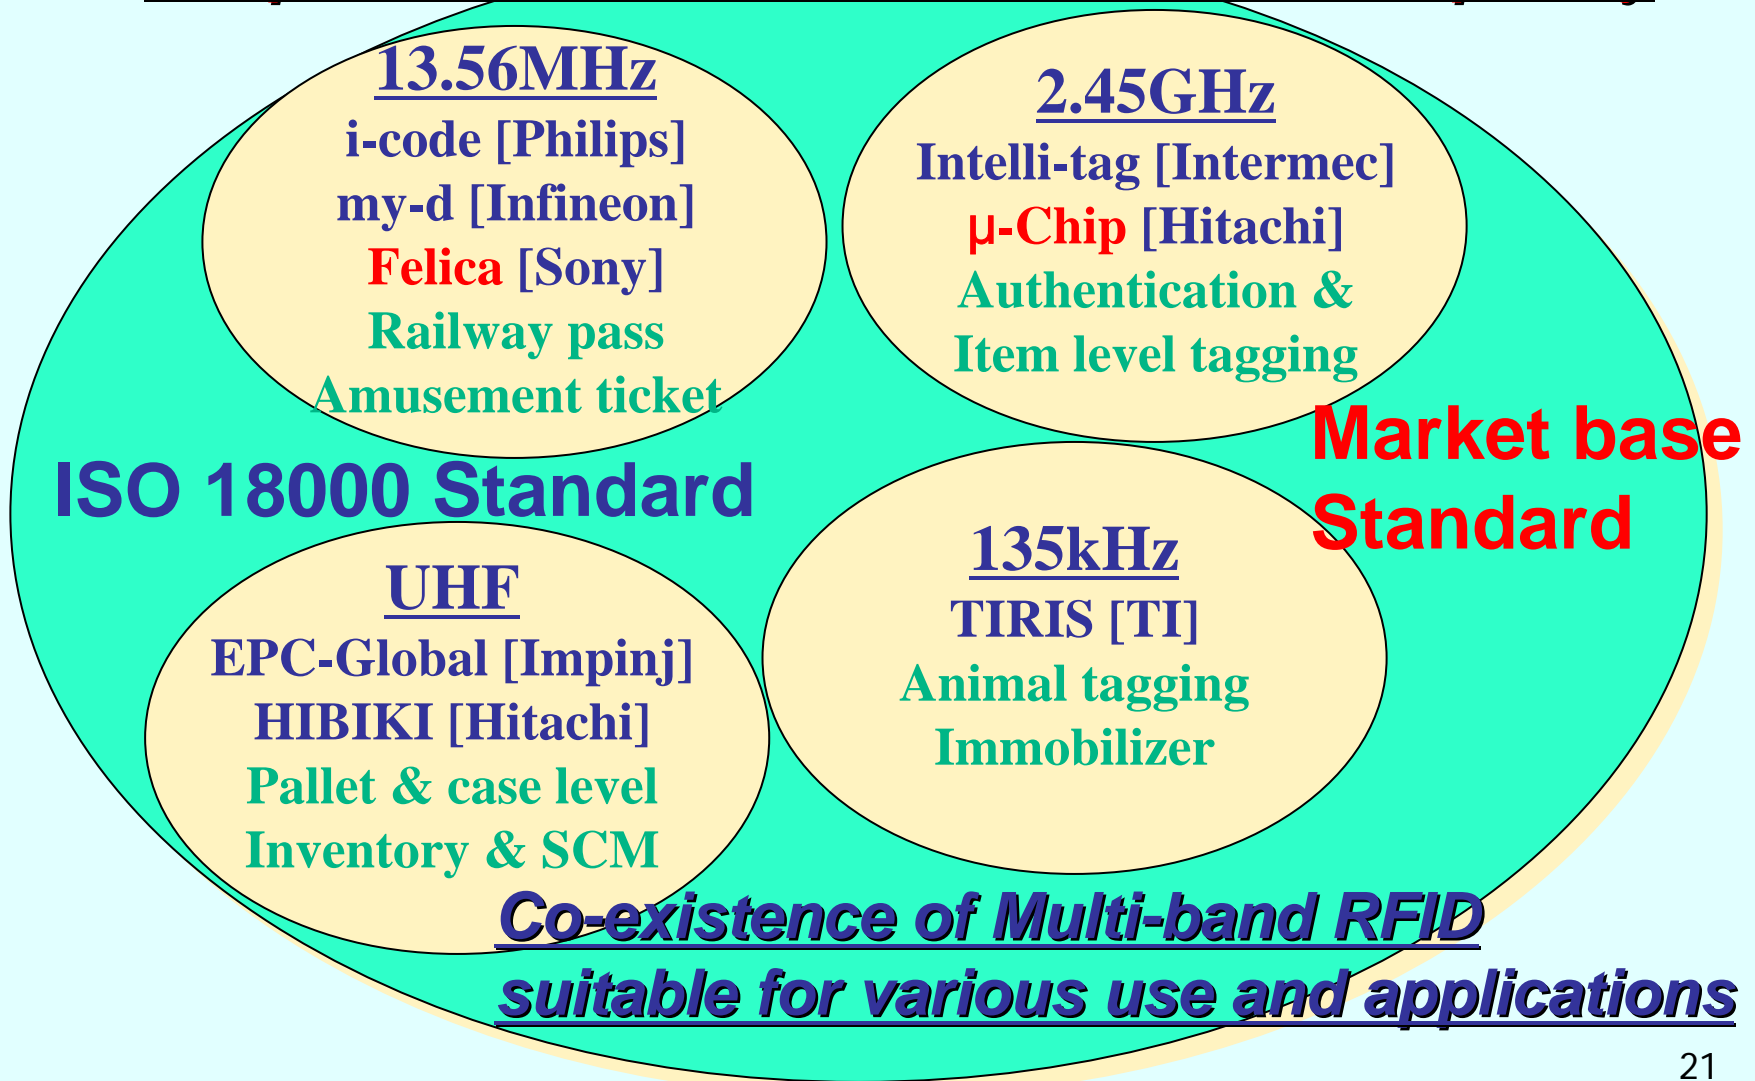 13.56MHz
i-code [Philips]
my-d [Infineon]
Felica [Sony]
Railway pass
Amusement ticket
2.45GHz
Intelli-tag [Intermec]
µ-Chip [Hitachi]
Authentication &
Item level tagging
Market base
Standard
ISO 18000 Standard
UHF
EPC-Global [Impinj]
HIBIKI [Hitachi]
Pallet & case level
Inventory & SCM
135kHz
TIRIS [TI]
Animal tagging
Immobilizer
Co-existence of Multi-band RFID
suitable for various use and applications
21